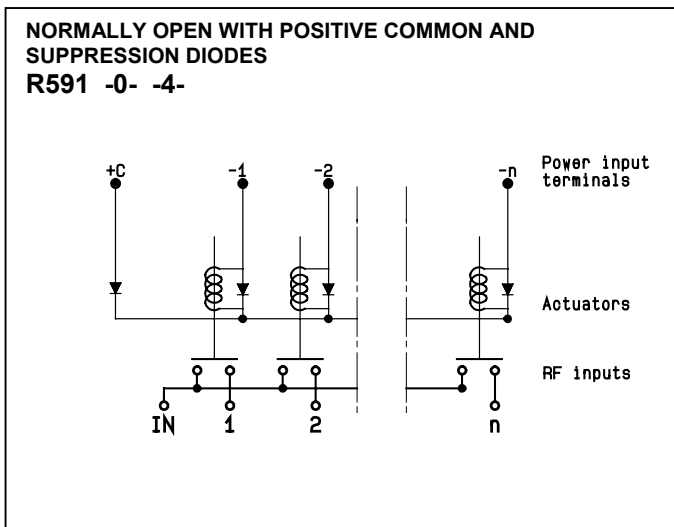 NORMALLY OPEN WITH POSITIVE COMMON AND
SUPPRESSION DIODES
R591 -0- -4-
+C -1 -2 -n Power input
terminals
Actuators
RF inputs
IN 1 2 n